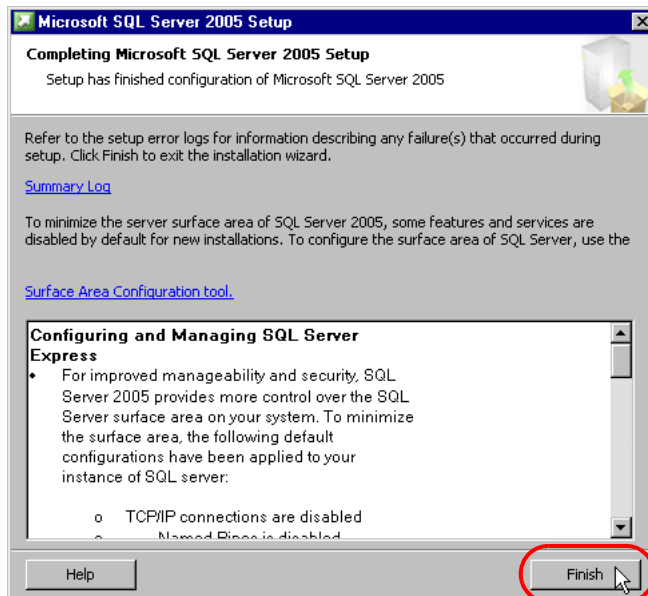 Microsoft SQL Server 2005 Setup
Completing Microsoft SQL Server 2005 Setup
Setup has finished configuration of Microsoft SQL Server 2005
Refer to the setup error logs for information describing any failure(s) that occurred during
setup. Click Finish to exit the installation wizard.
Summary Log
To minimize the server surface area of SQL Server 2005, some features and services are
disabled by default for new installations. To configure the surface area of SQL Server, use the
Surface Area Configuration tool.
Configuring and Managing SQL Server
Express
• For improved manageability and security, SQL
Server 2005 provides more control over the SQL
Server surface area on your system. To minimize
the surface area, the following default
configurations have been applied to your
instance of SQL server:
o TCP/IP connections are disabled
o Named Pipes is disabled
Help
Finish